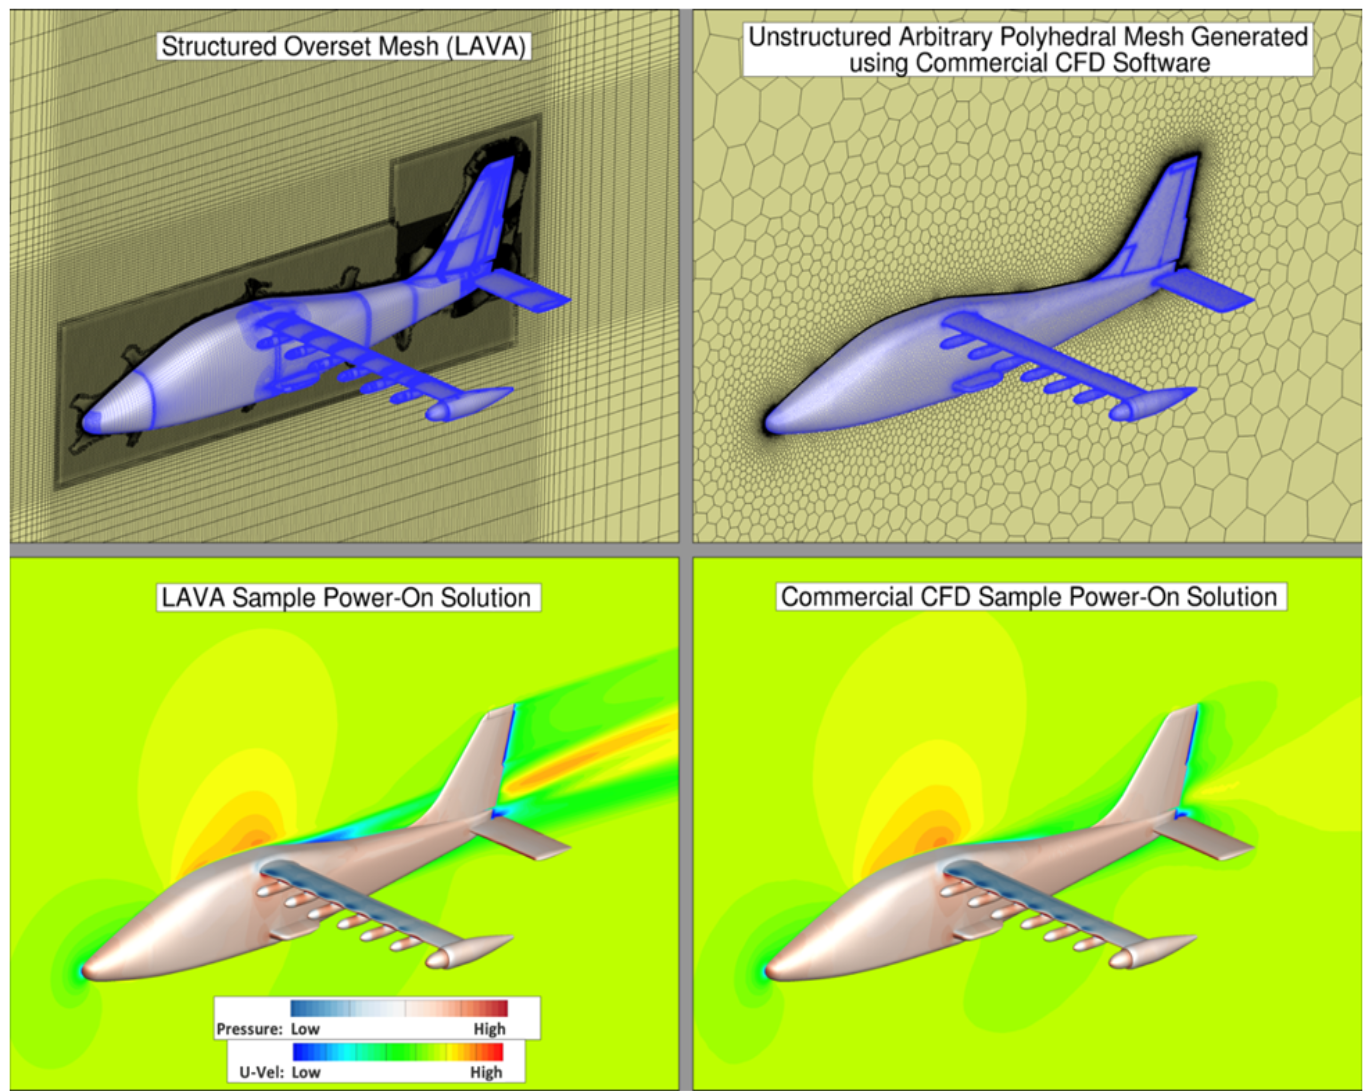 Structured Overset Mesh (LAVA)
Unstructured Arbitrary Polyhedral Mesh Generated
using Commercial CFD Software
LAVA Sample Power-On Solution
Commercial CFD Sample Power-On Solution
Pressure: Low High
U-Vel: Low High